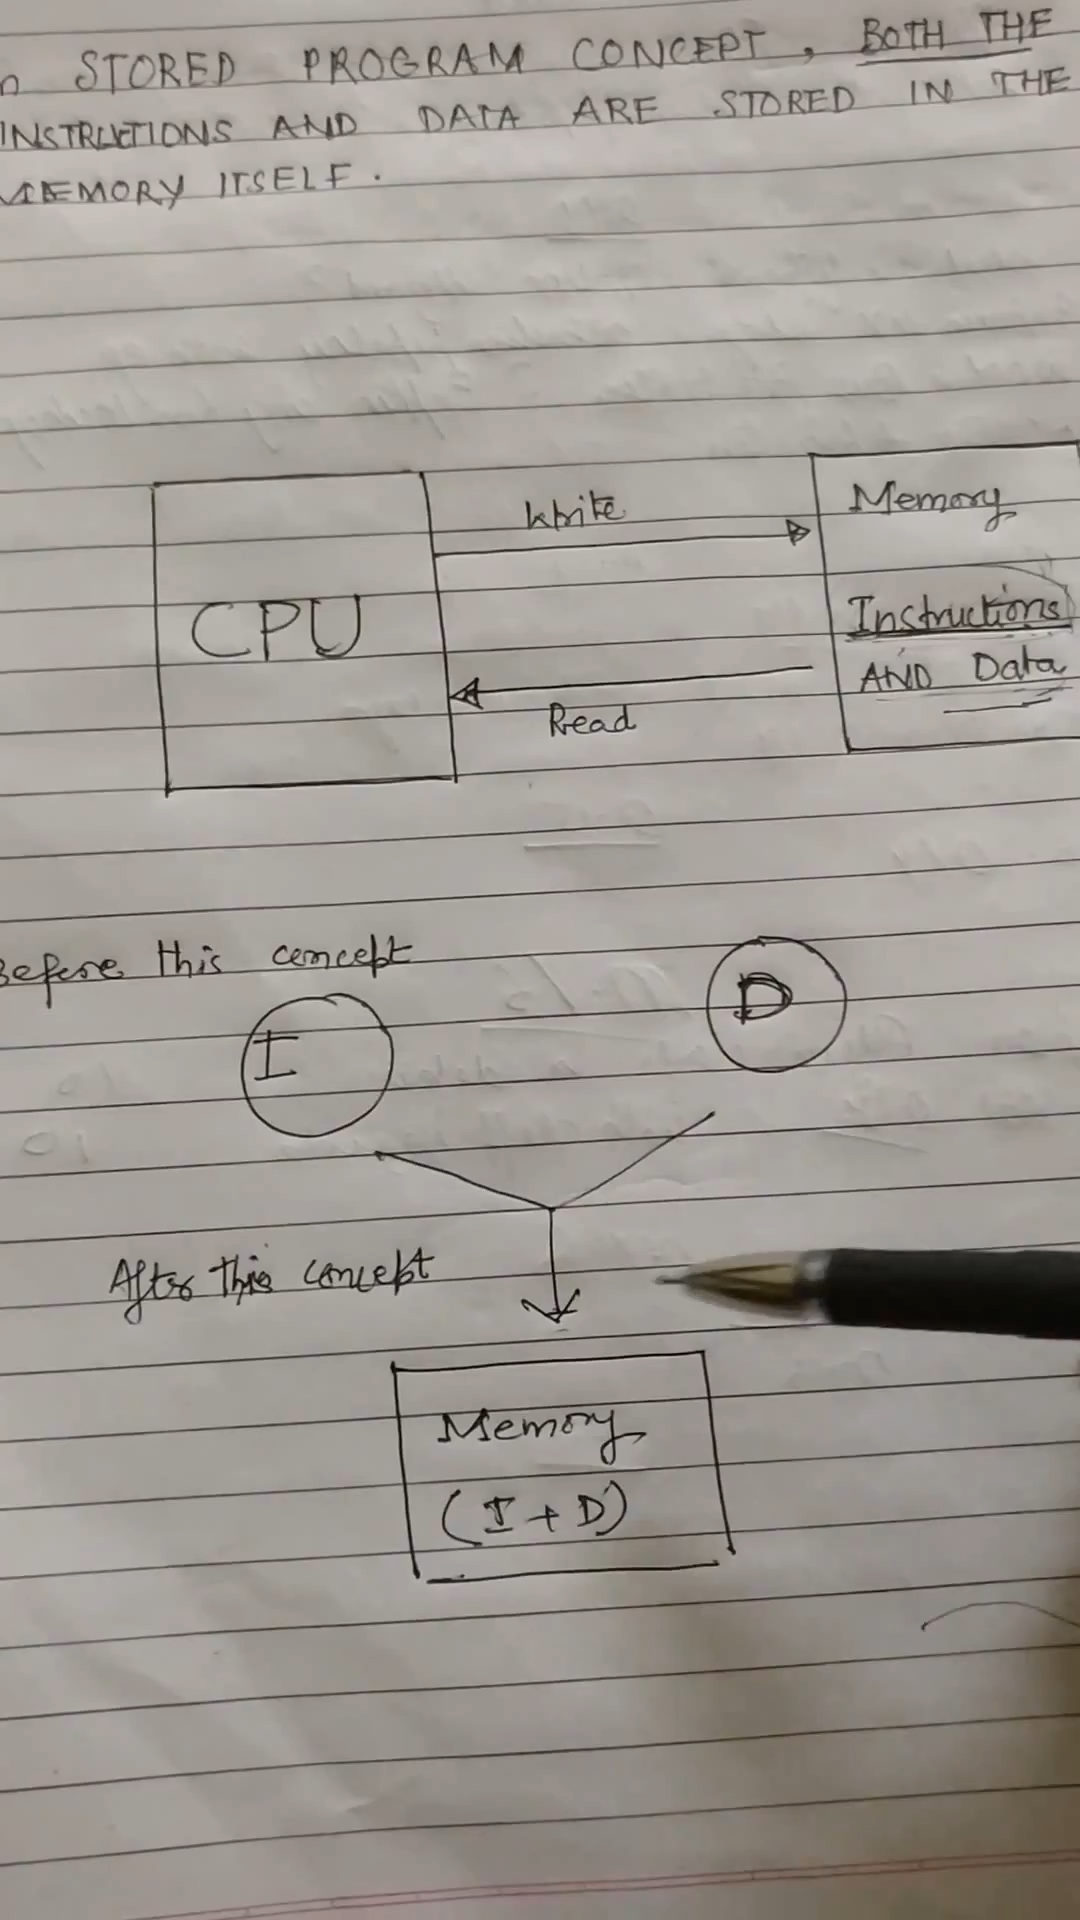 n STORED PROGRAM CONCEPT, BOTH THE
INSTRUCTIONS AND DATA ARE STORED IN THE
MEMORY ITSELF.
Write
Memory
CPU
Instructions
AND Data
Read
Before this concept
D
I
After this concept
Memory
(I + D)